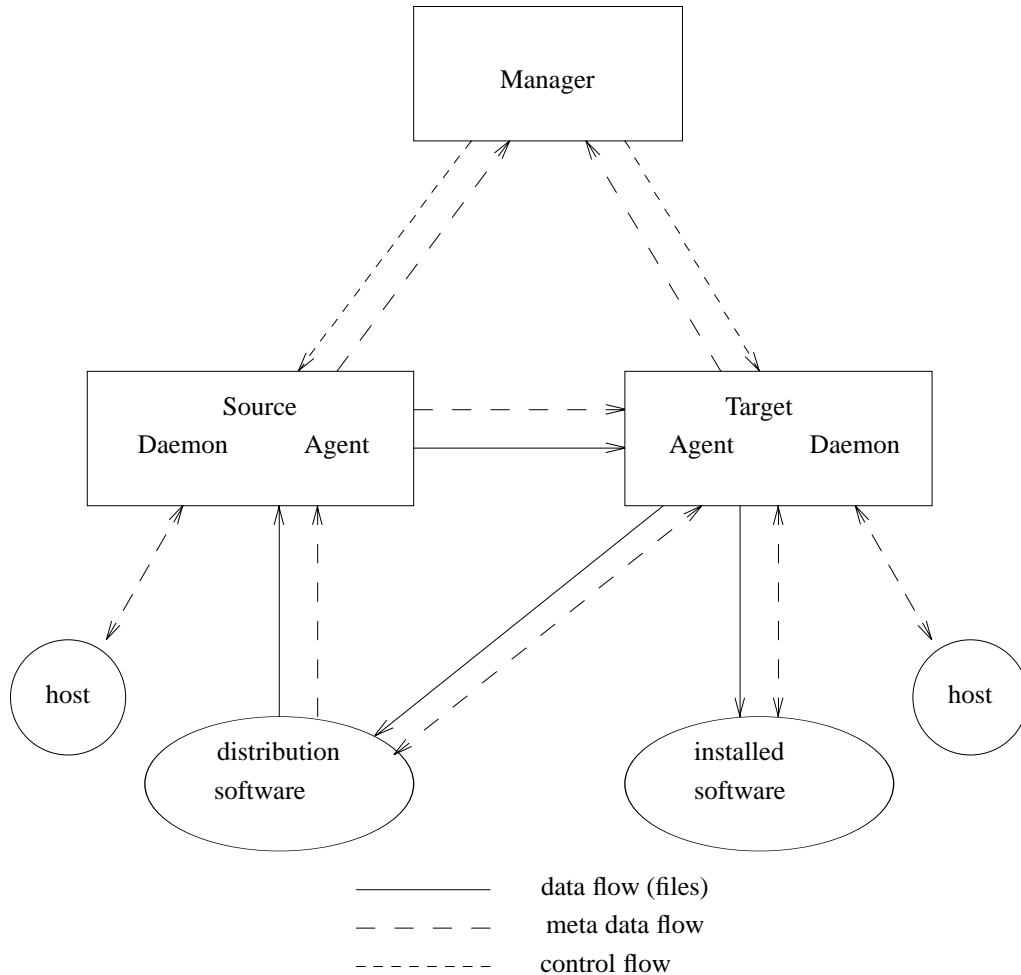 Manager
Source
Daemon Agent
Target
Agent Daemon
host
distribution
software
installed
software
host
data flow (files)
meta data flow
control flow